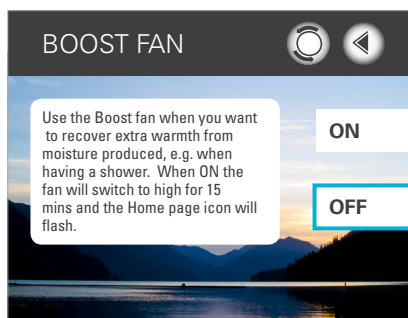 BOOST FAN
Use the Boost fan when you want
to recover extra warmth from
moisture produced, e.g. when
having a shower.  When ON the
fan will switch to high for 15
mins and the Home page icon will
flash.
ON
OFF